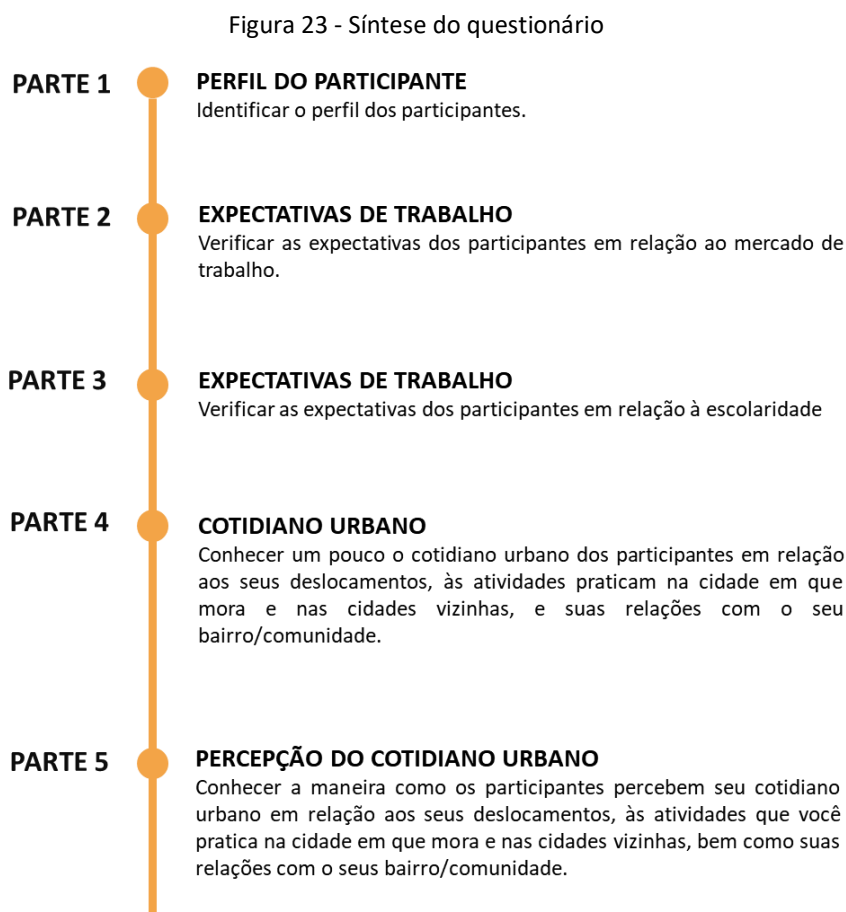 Figura 23 - Síntese do questionário
PARTE 1
PERFIL DO PARTICIPANTE
Identificar o perfil dos participantes.
PARTE 2
EXPECTATIVAS DE TRABALHO
Verificar as expectativas dos participantes em relação ao mercado de
trabalho.
PARTE 3
EXPECTATIVAS DE TRABALHO
Verificar as expectativas dos participantes em relação à escolaridade
PARTE 4
COTIDIANO URBANO
Conhecer um pouco o cotidiano urbano dos participantes em relação
aos seus deslocamentos, às atividades praticam na cidade em que
mora e nas cidades vizinhas, e suas relações com o seu
bairro/comunidade.
PARTE 5
PERCEPÇÃO DO COTIDIANO URBANO
Conhecer a maneira como os participantes percebem seu cotidiano
urbano em relação aos seus deslocamentos, às atividades que você
pratica na cidade em que mora e nas cidades vizinhas, bem como suas
relações com o seus bairro/comunidade.